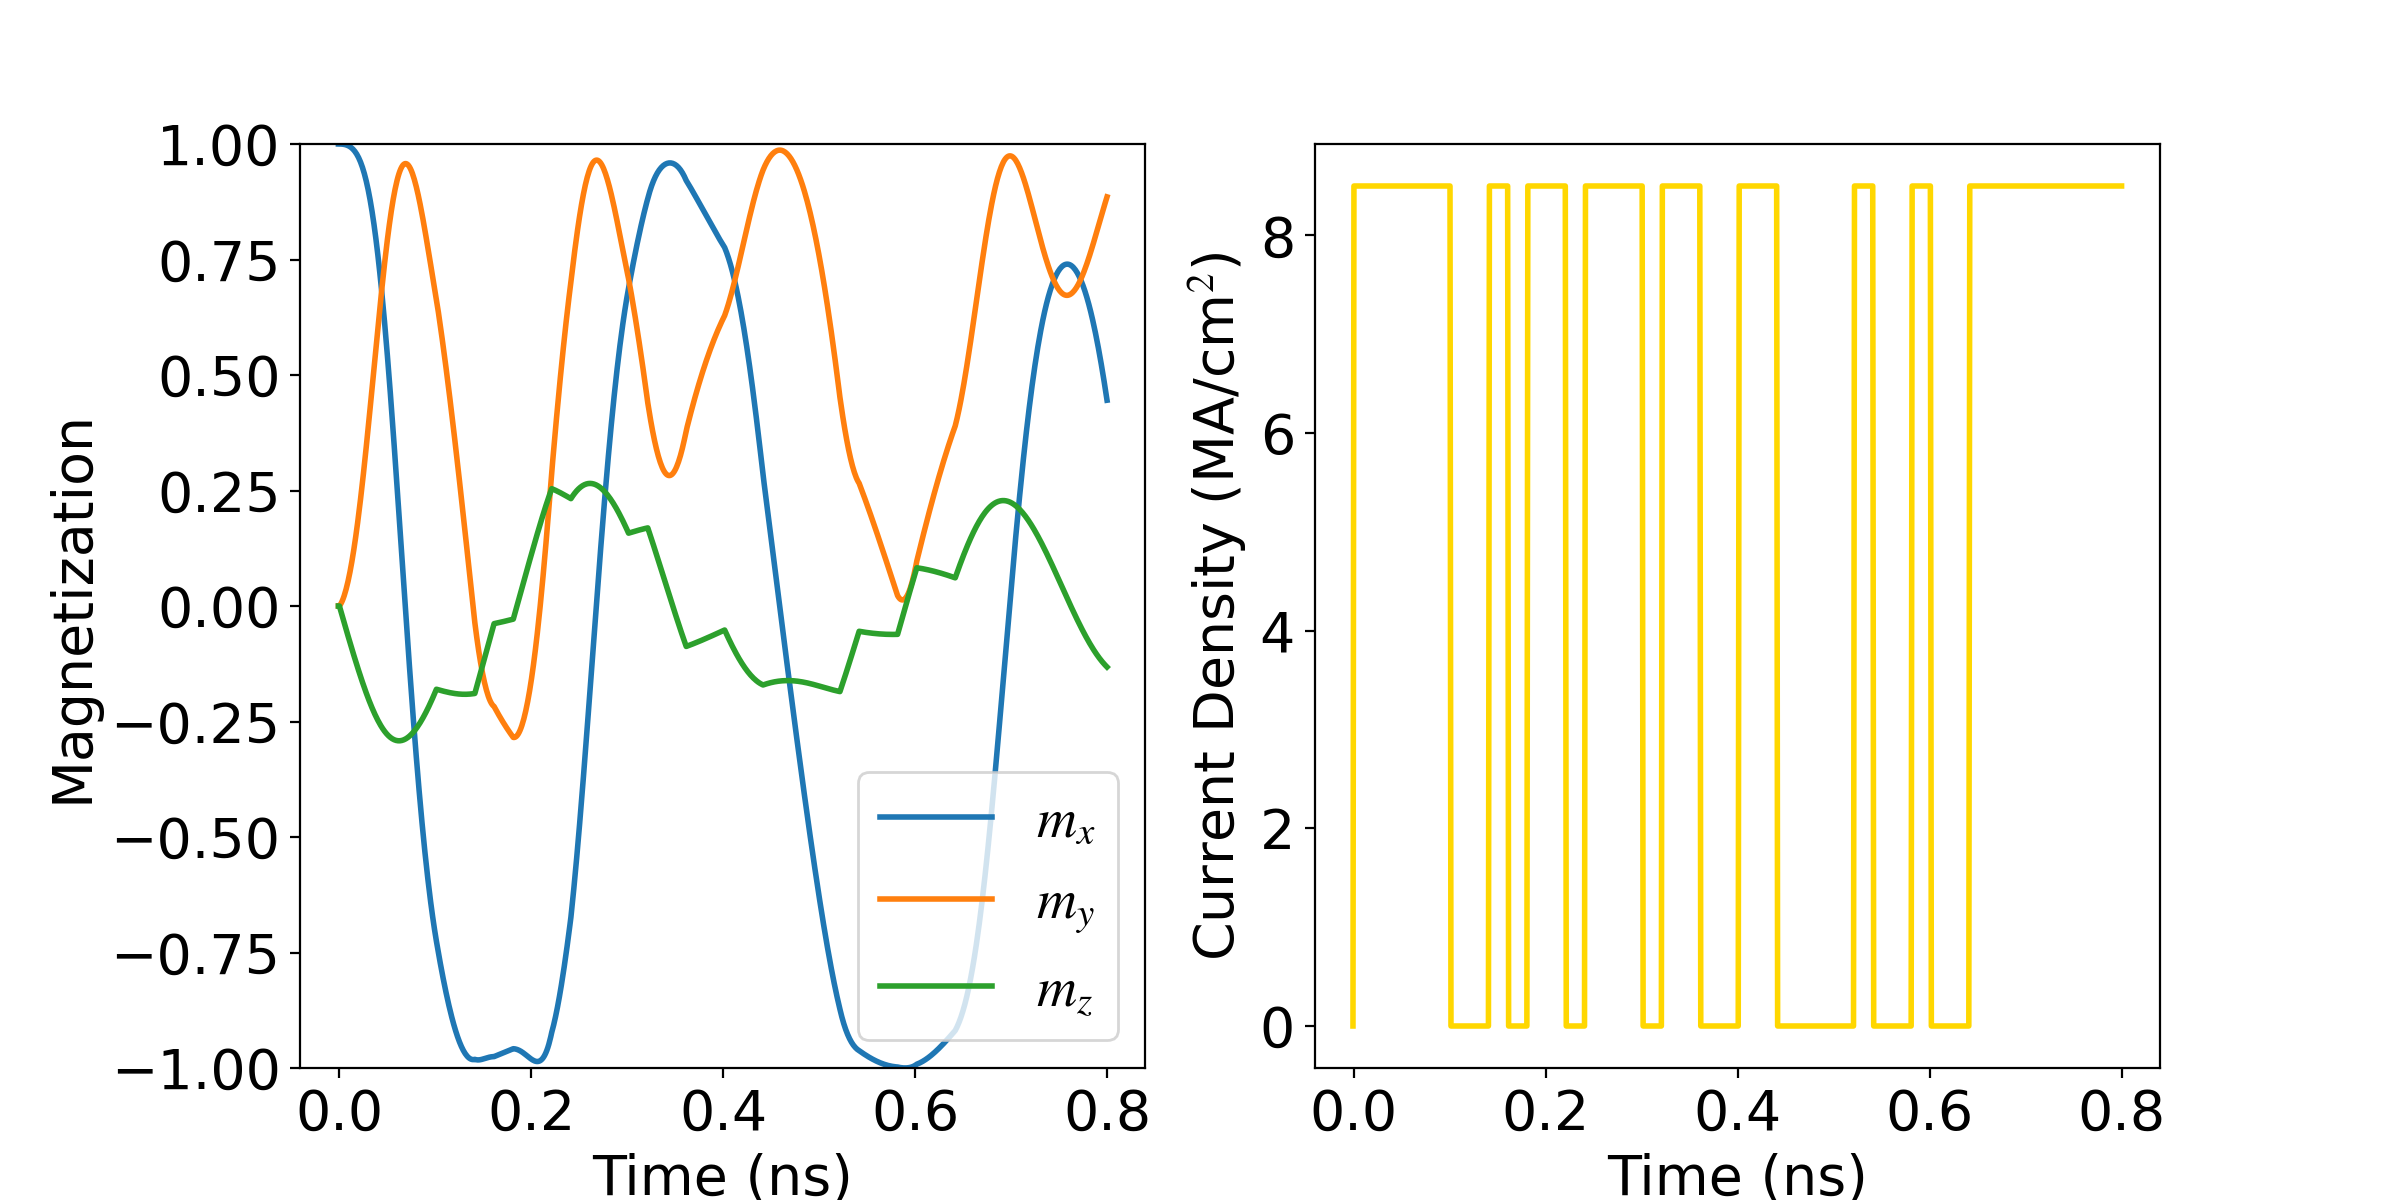 Magnetization
1.00
0.75
0.50
0.25
0.00
−0.25
−0.50
−0.75
−1.00
0.0 0.2 0.4 0.6 0.8
Time (ns)
m_x
m_y
m_z
Current Density (MA/cm²)
8
6
4
2
0
0.0 0.2 0.4 0.6 0.8
Time (ns)